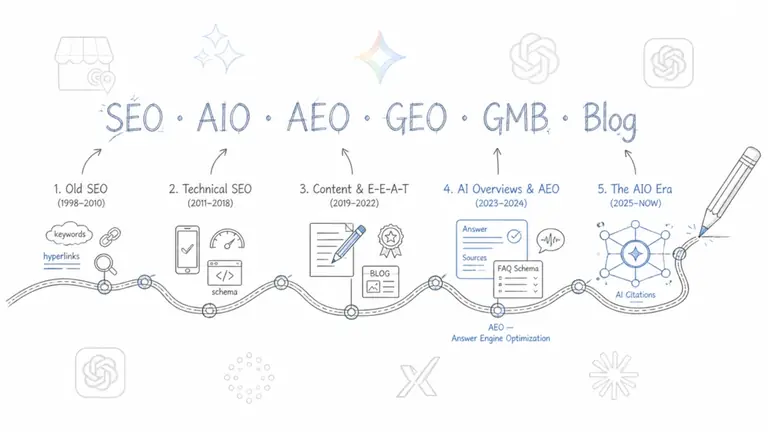 SEO · AIO · AEO · GEO · GMB · Blog
1. Old SEO
(1998–2010)
keywords
hyperlinks
2. Technical SEO
(2011–2018)
</>
schema
3. Content & E-E-A-T
(2019–2022)
BLOG
4. AI Overviews & AEO
(2023–2024)
Answer
Sources
FAQ Schema
AEO —
Answer Engine Optimization
5. The AIO Era
(2025–NOW)
AI Citations